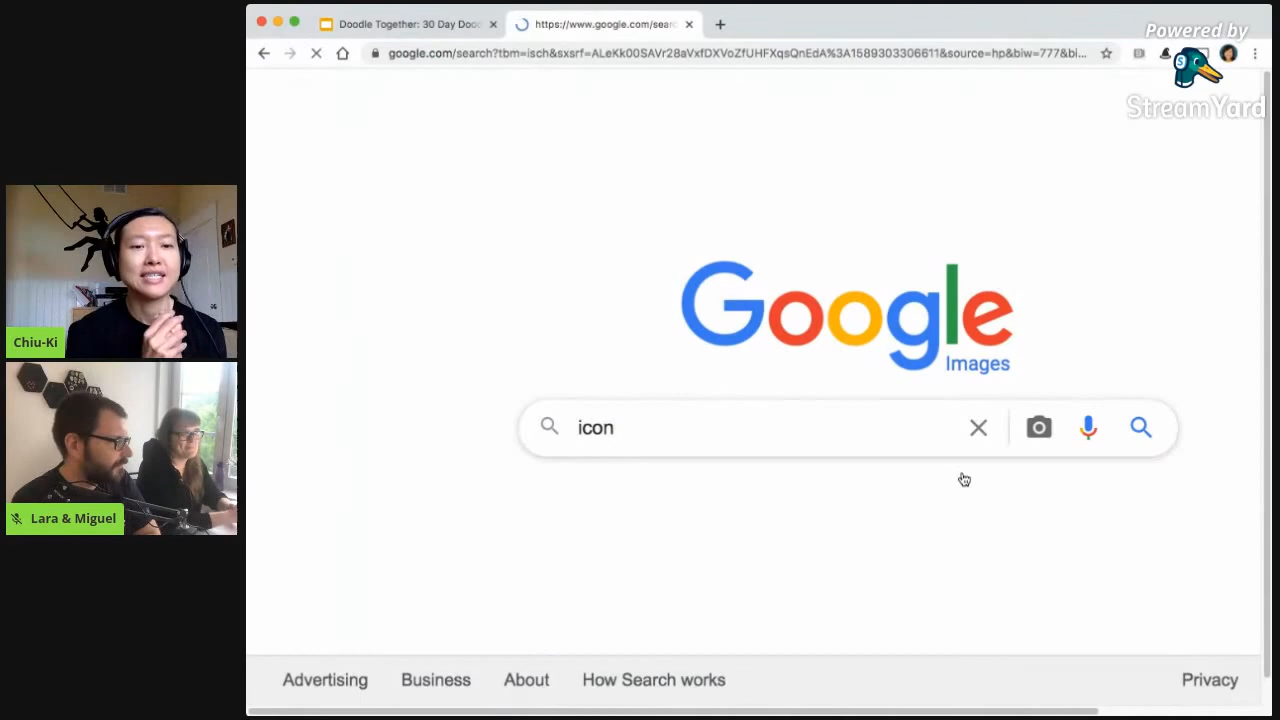 Doodle Together: 30 Day Doo
https://www.google.com/sear
google.com/search?tbm=isch&sxsrf=ALeKk00SAVr28aVxfDXVoZfUHFXqsQnEdA%3A1589303306611&source=hp&biw=777&bi...
Powered by
StreamYard
Google
Images
icon
Chiu-Ki
Lara & Miguel
Advertising
Business
About
How Search works
Privacy